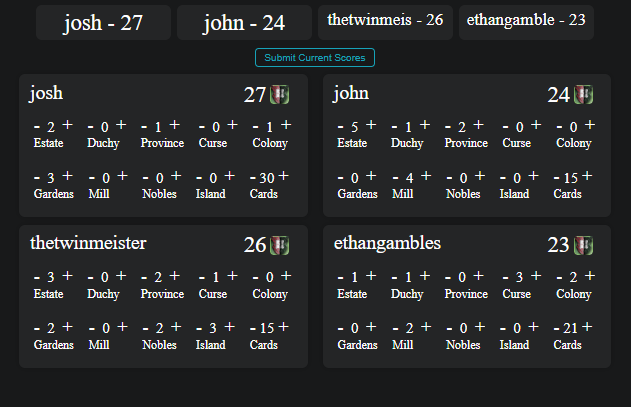 josh - 27 john - 24 thetwinmeis - 26 ethangamble - 23
Submit Current Scores
josh 27
- 2 + - 0 + - 1 + - 0 + - 1 +
Estate Duchy Province Curse Colony
- 3 + - 0 + - 0 + - 0 + - 30 +
Gardens Mill Nobles Island Cards
john 24
- 5 + - 1 + - 2 + - 0 + - 0 +
Estate Duchy Province Curse Colony
- 0 + - 4 + - 0 + - 0 + - 15 +
Gardens Mill Nobles Island Cards
thetwinmeister 26
- 3 + - 0 + - 2 + - 1 + - 0 +
Estate Duchy Province Curse Colony
- 2 + - 0 + - 2 + - 3 + - 15 +
Gardens Mill Nobles Island Cards
ethangambles 23
- 1 + - 1 + - 0 + - 3 + - 2 +
Estate Duchy Province Curse Colony
- 0 + - 2 + - 0 + - 0 + - 21 +
Gardens Mill Nobles Island Cards